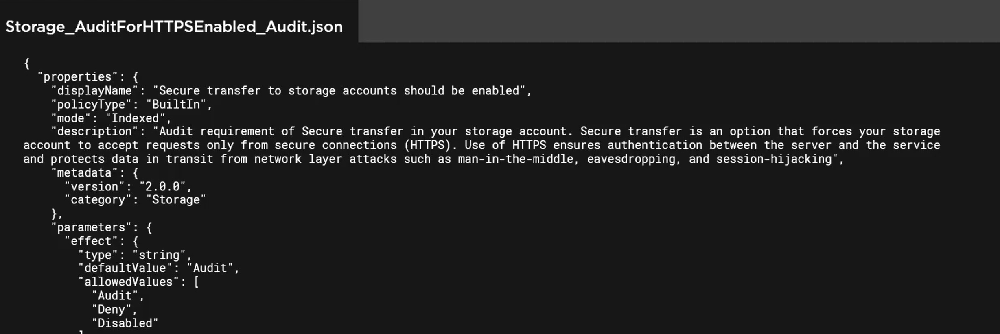 Storage_AuditForHTTPSEnabled_Audit.json
{
"properties": {
"displayName": "Secure transfer to storage accounts should be enabled",
"policyType": "BuiltIn",
"mode": "Indexed",
"description": "Audit requirement of Secure transfer in your storage account. Secure transfer is an option that forces your storage
account to accept requests only from secure connections (HTTPS). Use of HTTPS ensures authentication between the server and the service
and protects data in transit from network layer attacks such as man-in-the-middle, eavesdropping, and session-hijacking",
"metadata": {
"version": "2.0.0",
"category": "Storage"
},
"parameters": {
"effect": {
"type": "string",
"defaultValue": "Audit",
"allowedValues": [
"Audit",
"Deny",
"Disabled"